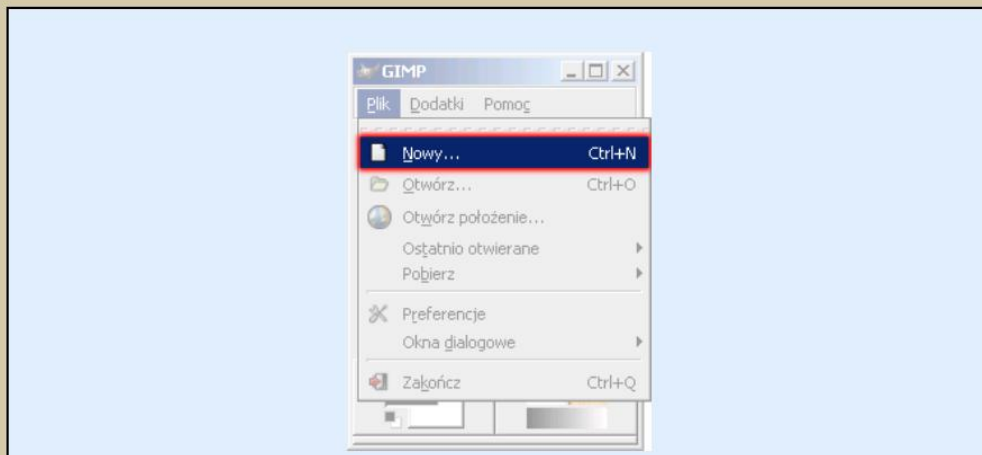 GIMP
Plik Dodatki Pomoc
Nowy... Ctrl+N
Otwórz... Ctrl+O
Otwórz położenie...
Ostatnio otwierane
Pobierz
Preferencje
Okna dialogowe
Zakończ Ctrl+Q